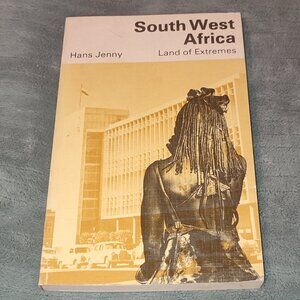 South West
Africa
Hans Jenny
Land of Extremes